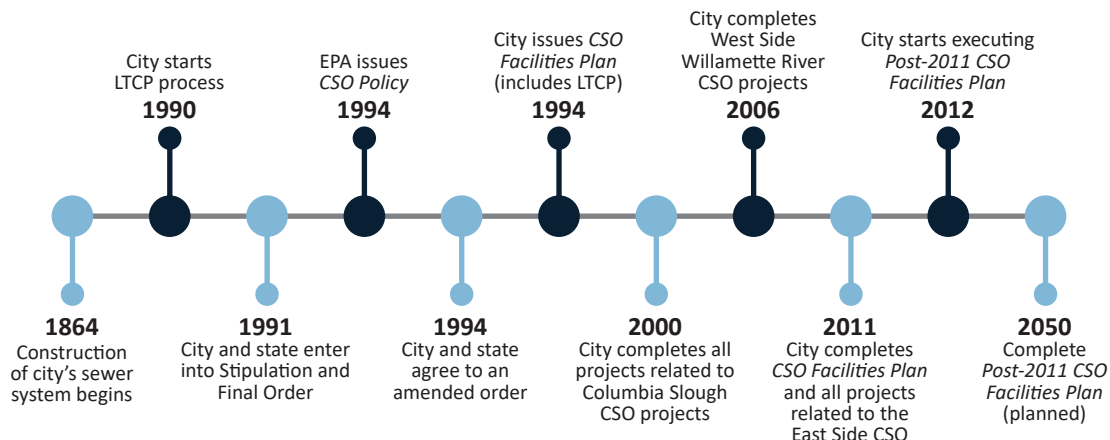 City starts
LTCP process
1990
EPA issues
CSO Policy
1994
City issues CSO
Facilities Plan
(includes LTCP)
1994
City completes
West Side
Willamette River
CSO projects
2006
City starts executing
Post-2011 CSO
Facilities Plan
2012
1864
Construction
of city’s sewer
system begins
1991
City and state enter
into Stipulation and
Final Order
1994
City and state
agree to an
amended order
2000
City completes all
projects related to
Columbia Slough
CSO projects
2011
City completes
CSO Facilities Plan
and all projects
related to the
East Side CSO
2050
Complete
Post-2011 CSO
Facilities Plan
(planned)